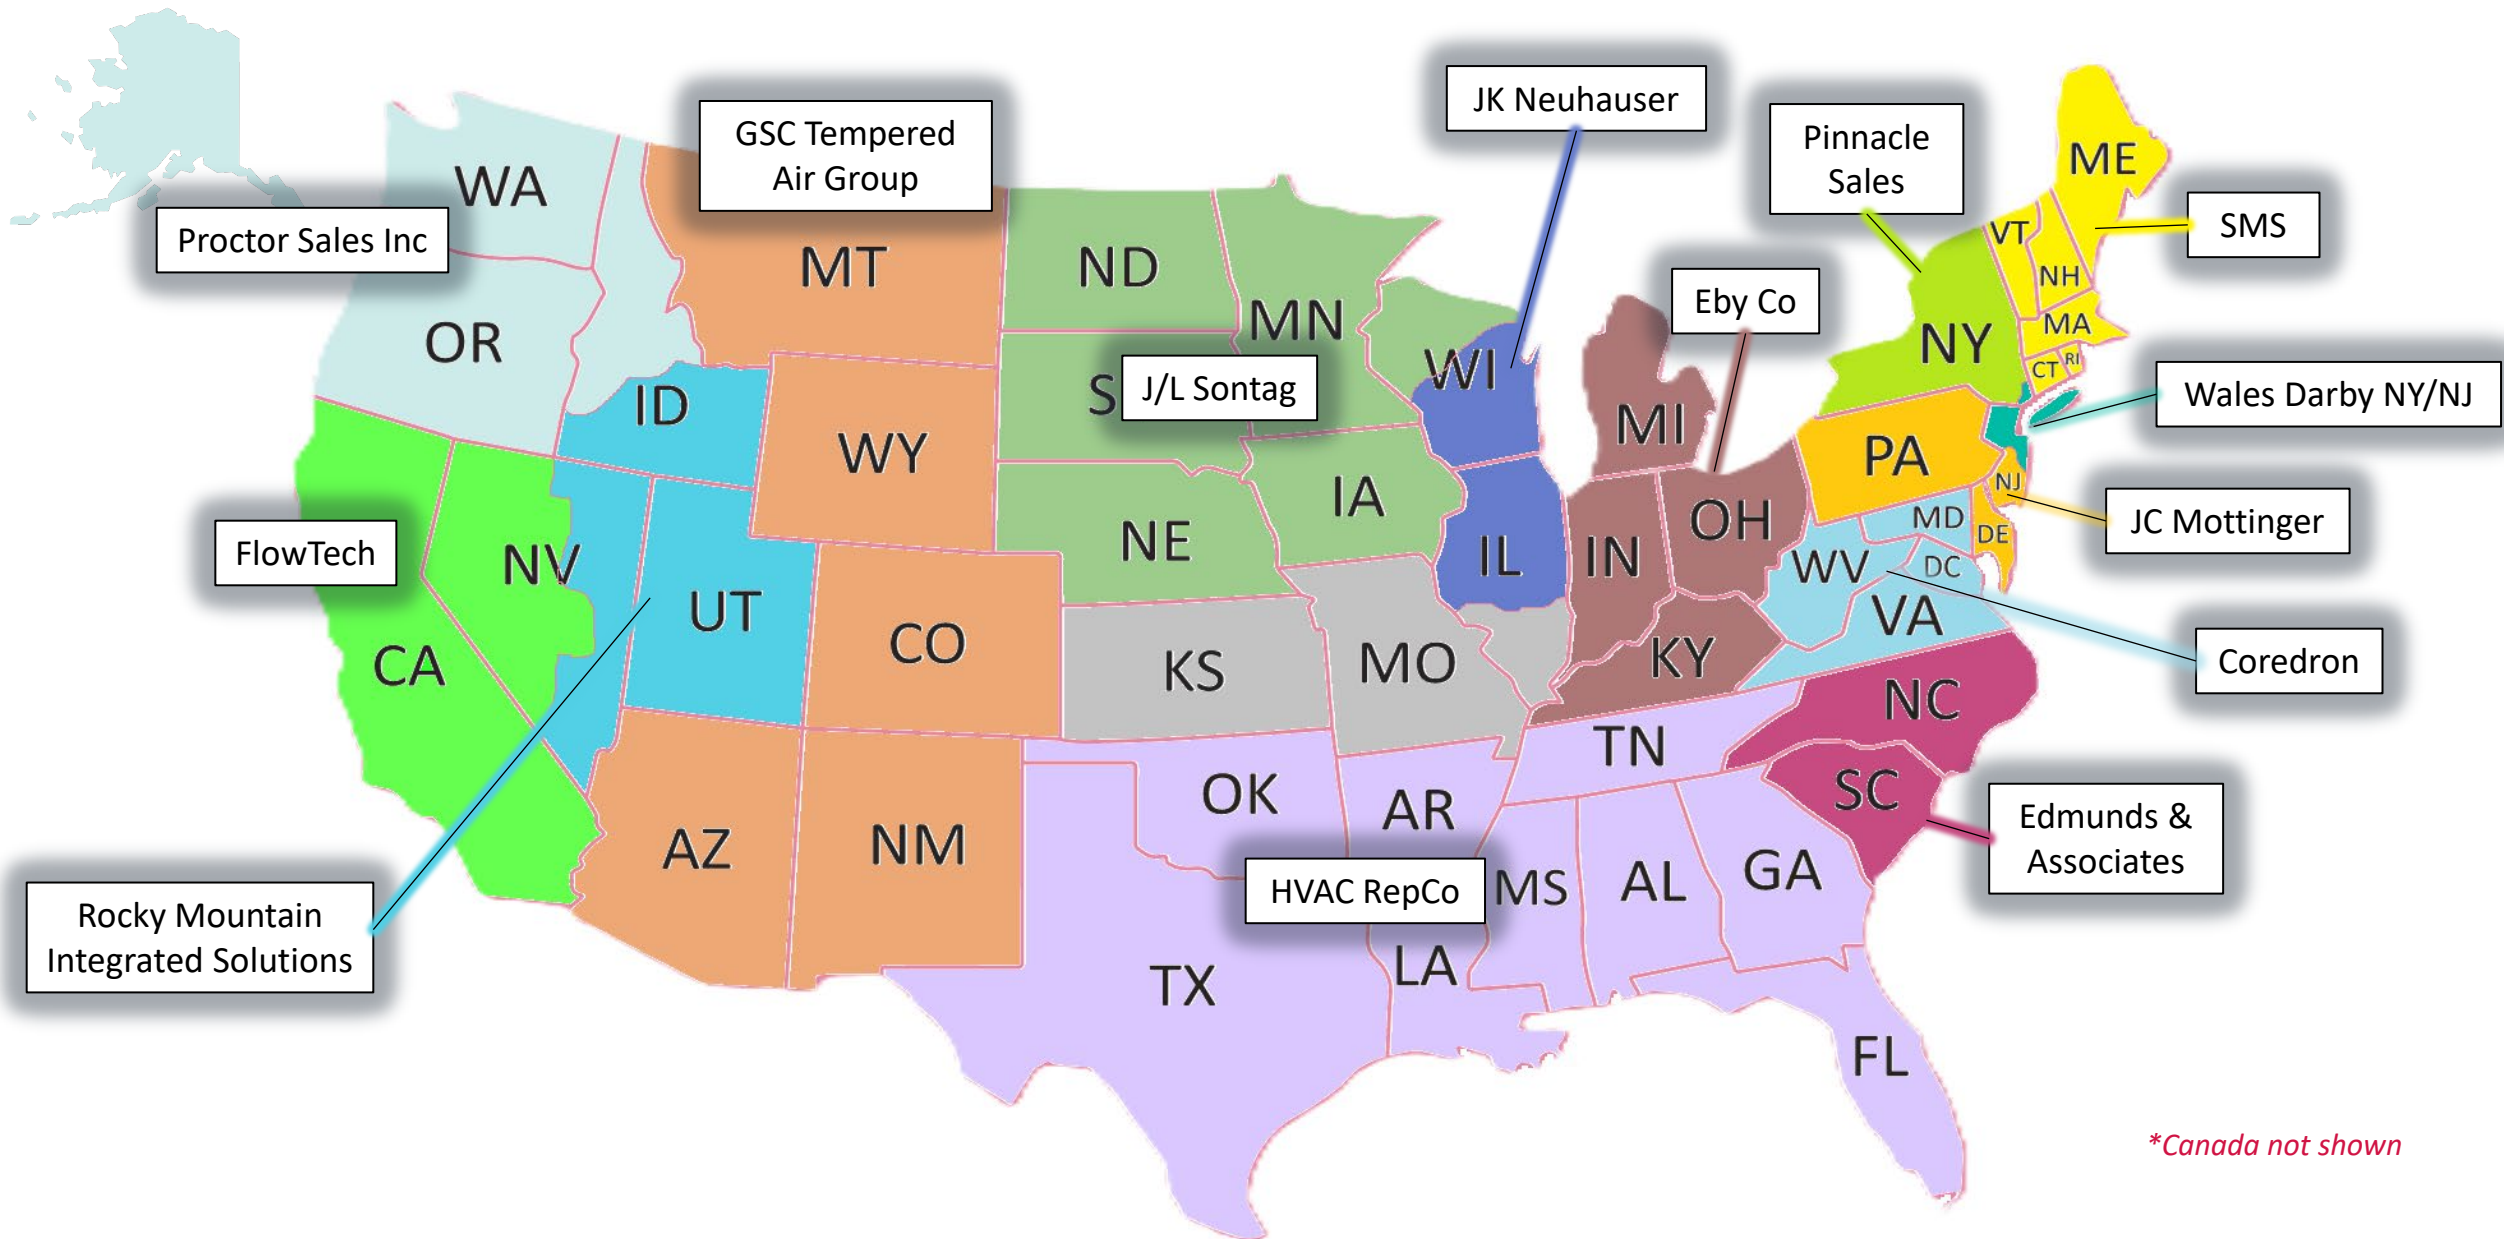 JK Neuhauser
GSC Tempered
Air Group
Pinnacle
Sales
ME
WA
Proctor Sales Inc
SMS
VT
MT
ND
NH
Eby Co
MN
MA
OR
NY
RI
CT
WI
S
J/L Sontag
Wales Darby NY/NJ
ID
MI
WY
PA
NJ
IA
MD
OH
JC Mottinger
DE
NE
FlowTech
NV
IL
IN
WV
DC
UT
VA
CO
KY
CA
KS
MO
Coredron
NC
TN
SC
OK
AR
Edmunds &
Associates
AZ
NM
GA
AL
MS
HVAC RepCo
Rocky Mountain
Integrated Solutions
LA
TX
FL
*Canada not shown